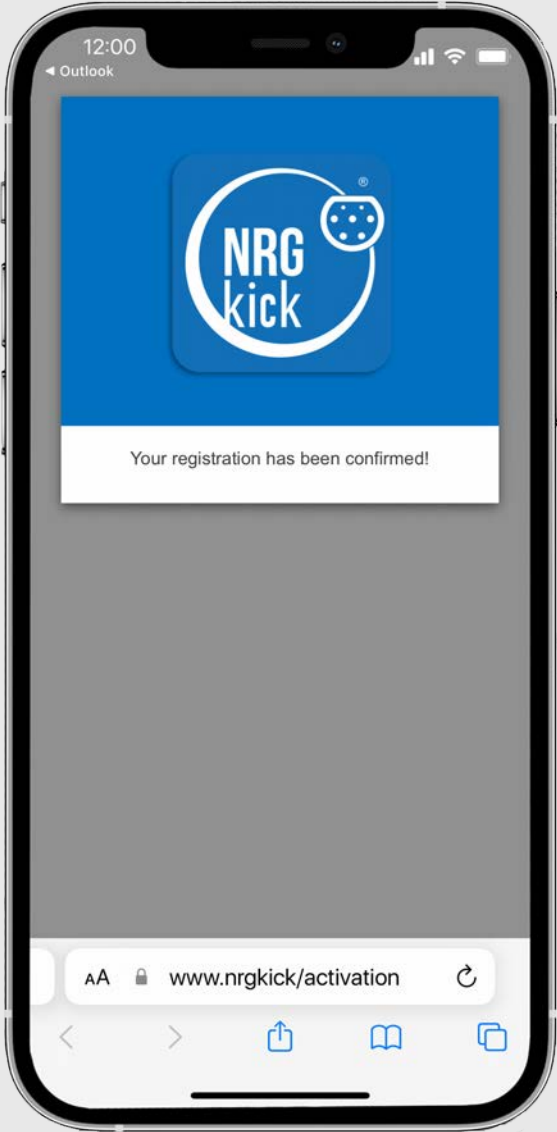 12:00
◀ Outlook
®
NRG
kick
Your registration has been confirmed!
AA
www.nrgkick/activation